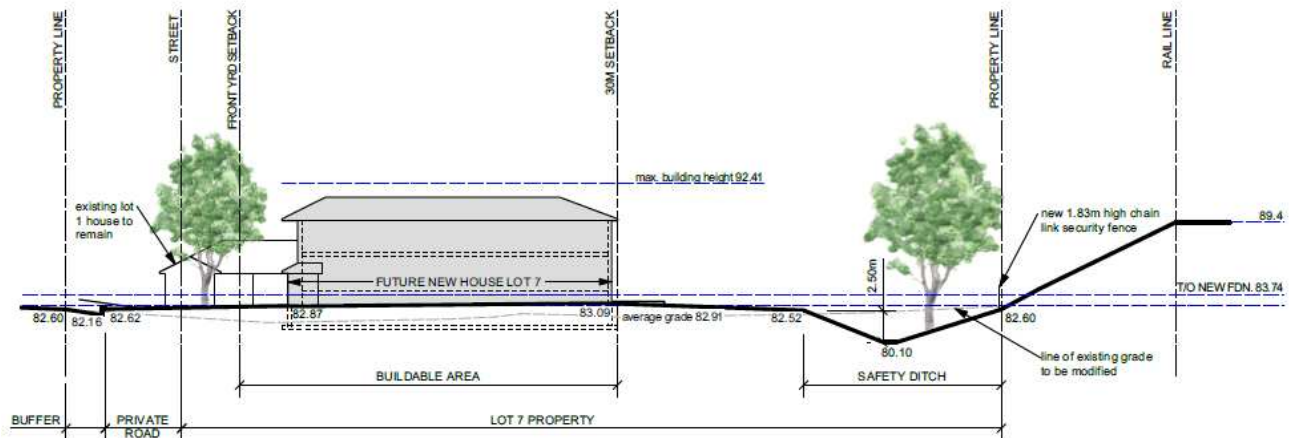 PROPERTY LINE
STREET
FRONT YRD SETBACK
30M SETBACK
PROPERTY LINE
RAIL LINE
max. building height 92.41
existing lot
1 house to
remain
new 1.83m high chain
link security fence
89.4
FUTURE NEW HOUSE LOT 7
2.50m
T/O NEW FDN. 83.74
82.60
82.16
82.62
82.87
83.09
average grade 82.91
82.52
82.60
80.10
line of existing grade
to be modified
BUILDABLE AREA
SAFETY DITCH
BUFFER
PRIVATE
ROAD
LOT 7 PROPERTY